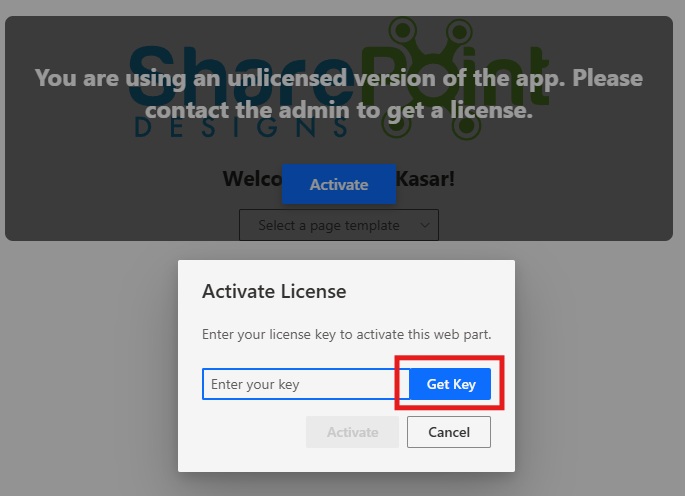 SharePoint
DESIGNS
You are using an unlicensed version of the app. Please
contact the admin to get a license.
Welco Kasar!
Activate
Select a page template
Activate License
Enter your license key to activate this web part.
Enter your key
Get Key
Activate
Cancel